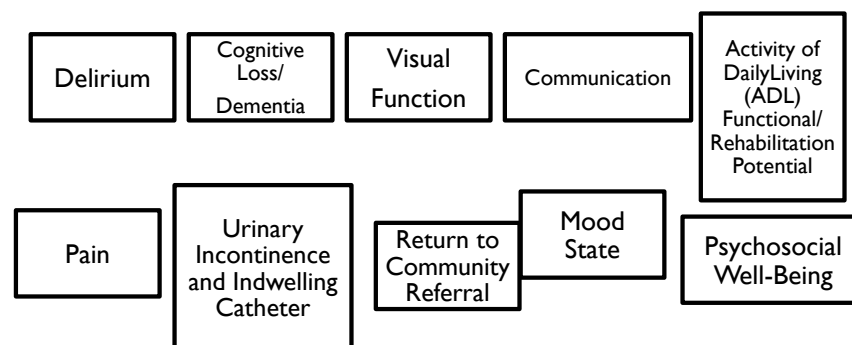 Delirium
Cognitive
Loss/
Dementia
Visual
Function
Communication
Activity of
DailyLiving
(ADL)
Functional/
Rehabilitation
Potential
Pain
Urinary
Incontinence
and Indwelling
Catheter
Return to
Community
Referral
Mood
State
Psychosocial
Well-Being